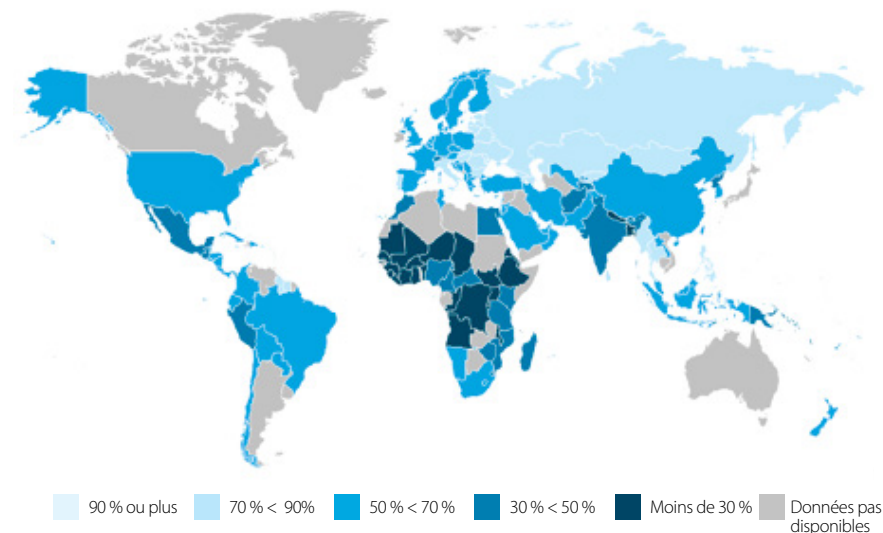 90 % ou plus
70 % < 90%
50 % < 70 %
30 % < 50 %
Moins de 30 %
Données pas
disponibles